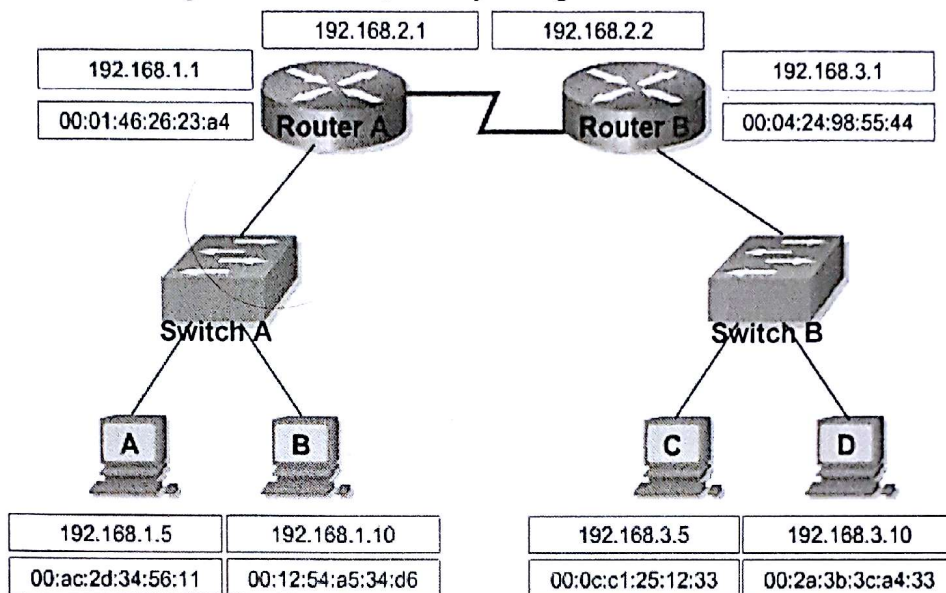 192.168.2.1
192.168.2.2
192.168.1.1
192.168.3.1
00:01:46:26:23:a4
Router A
Router B
00:04:24:98:55:44
Switch A
Switch B
A
B
C
D
192.168.1.5
192.168.1.10
192.168.3.5
192.168.3.10
00:ac:2d:34:56:11
00:12:54:a5:34:d6
00:0c:c1:25:12:33
00:2a:3b:3c:a4:33